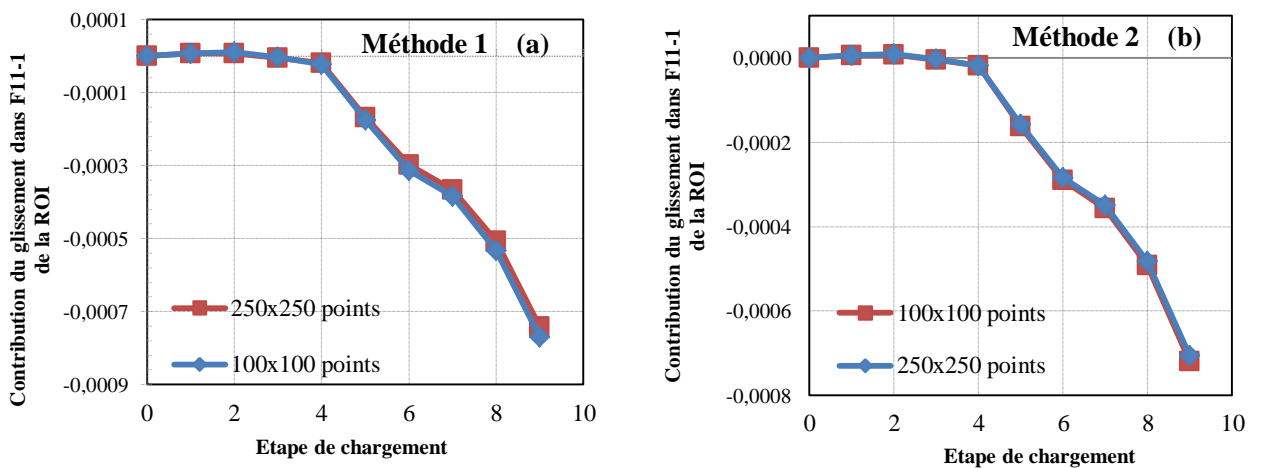 Méthode 1 (a)
0,0001
-0,0001
-0,0003
-0,0005
-0,0007
-0,0009
Contribution du glissement dans F11-1
de la ROI
250x250 points
100x100 points
0 2 4 6 8 10
Etape de chargement
Méthode 2 (b)
0,0000
-0,0002
-0,0004
-0,0006
-0,0008
Contribution du glissement dans F11-1
de la ROI
100x100 points
250x250 points
0 2 4 6 8 10
Etape de chargement